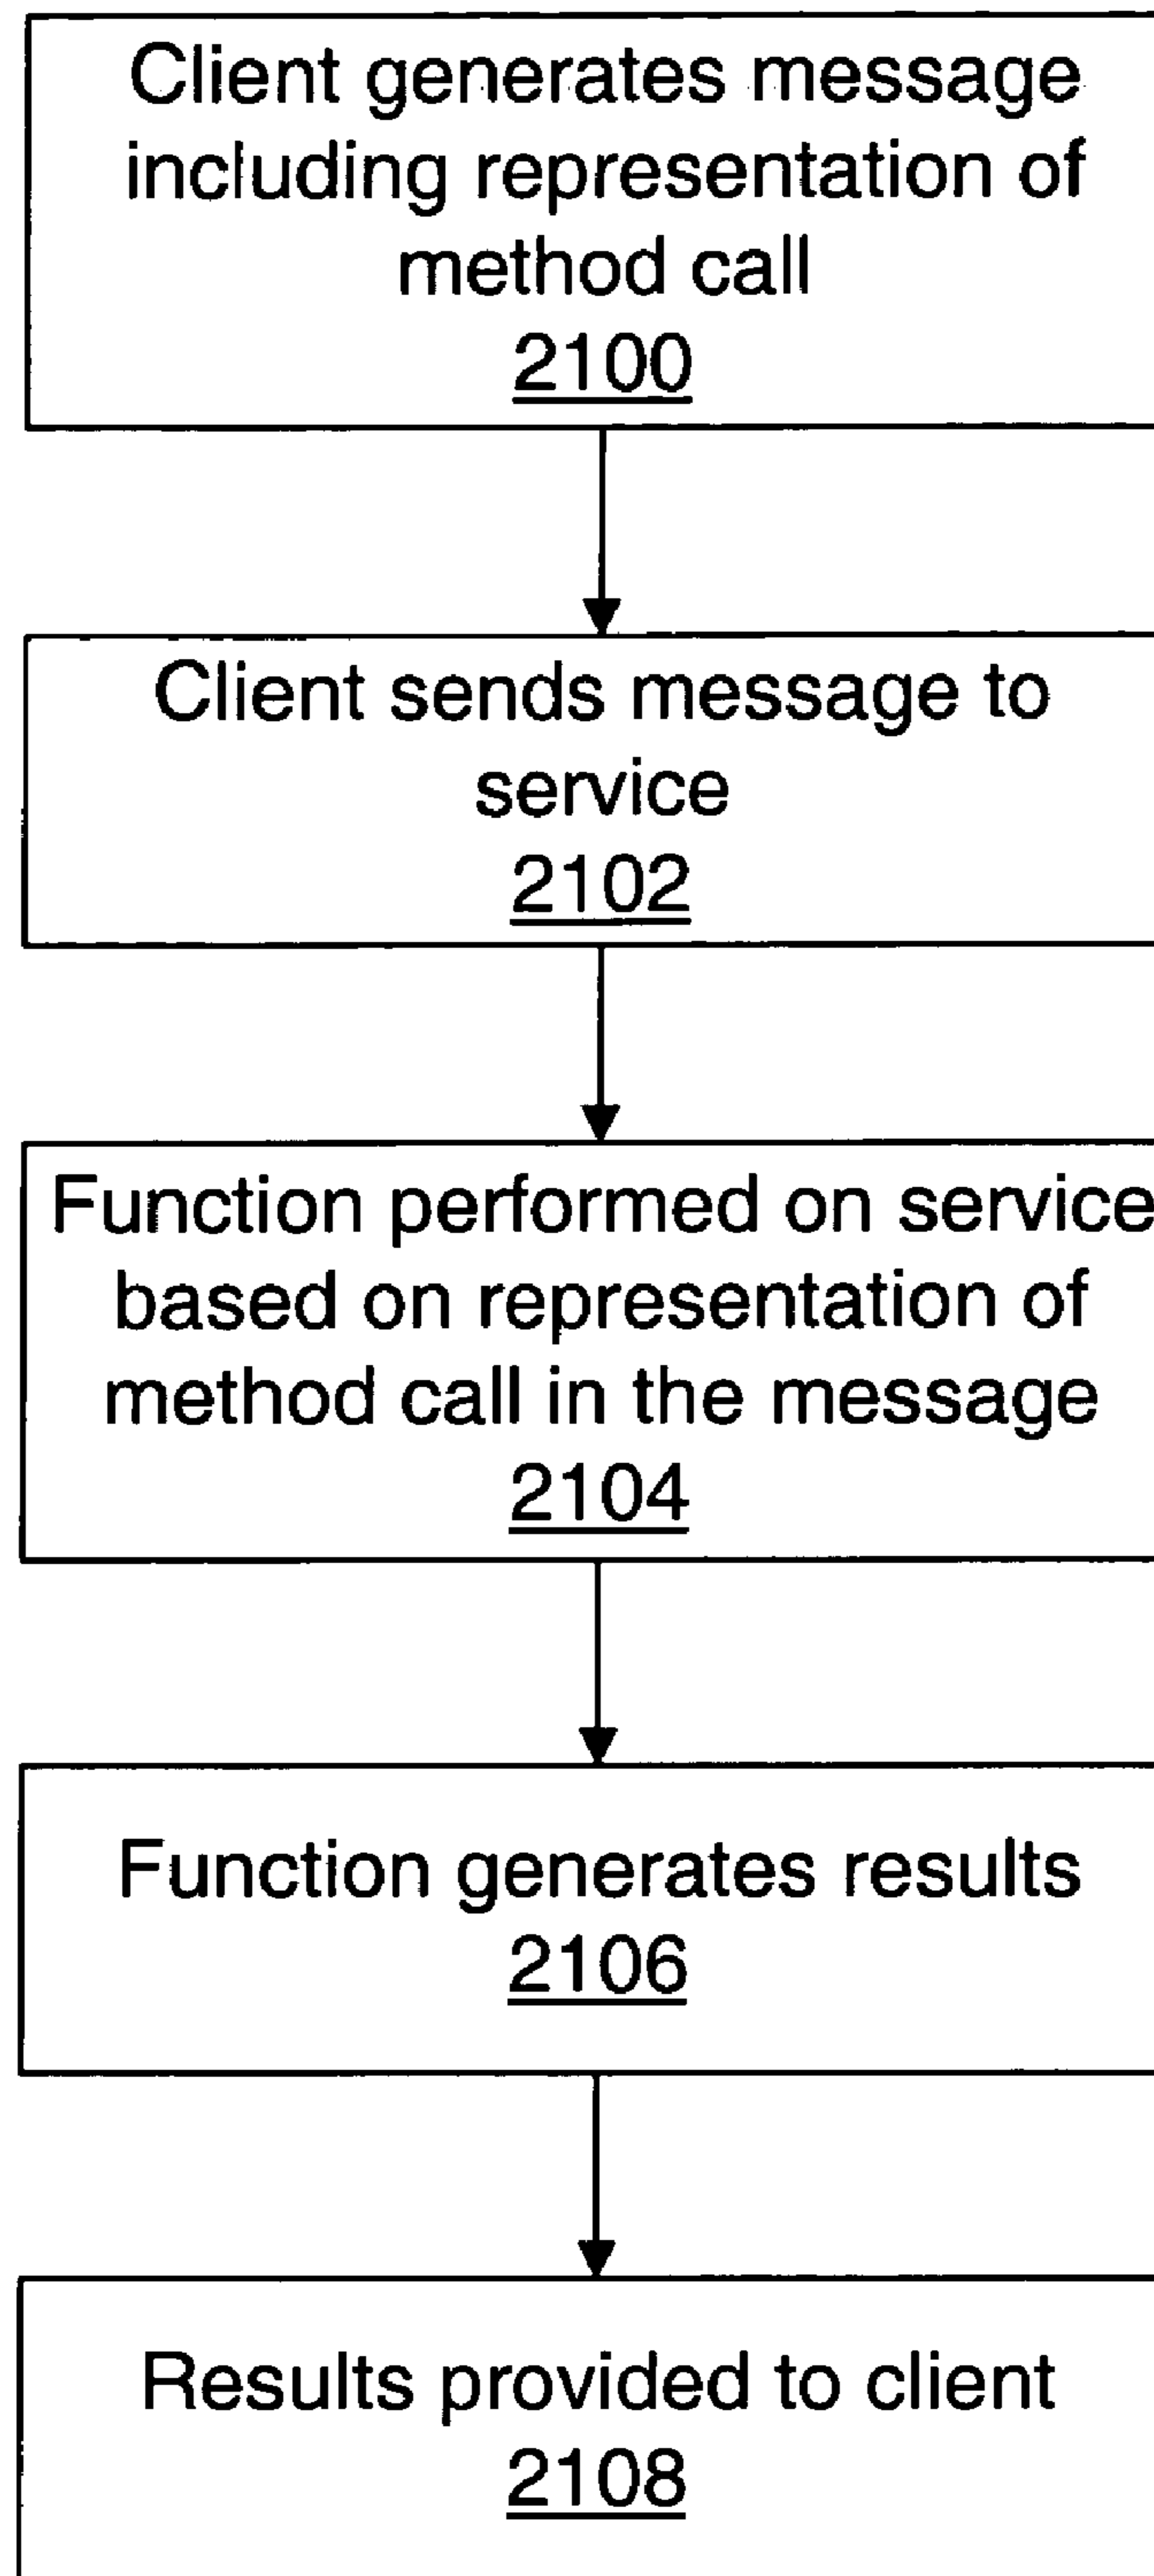 Client generates message
including representation of
method call
2100
Client sends message to
service
2102
Function performed on service
based on representation of
method call in the message
2104
Function generates results
2106
Results provided to client
2108